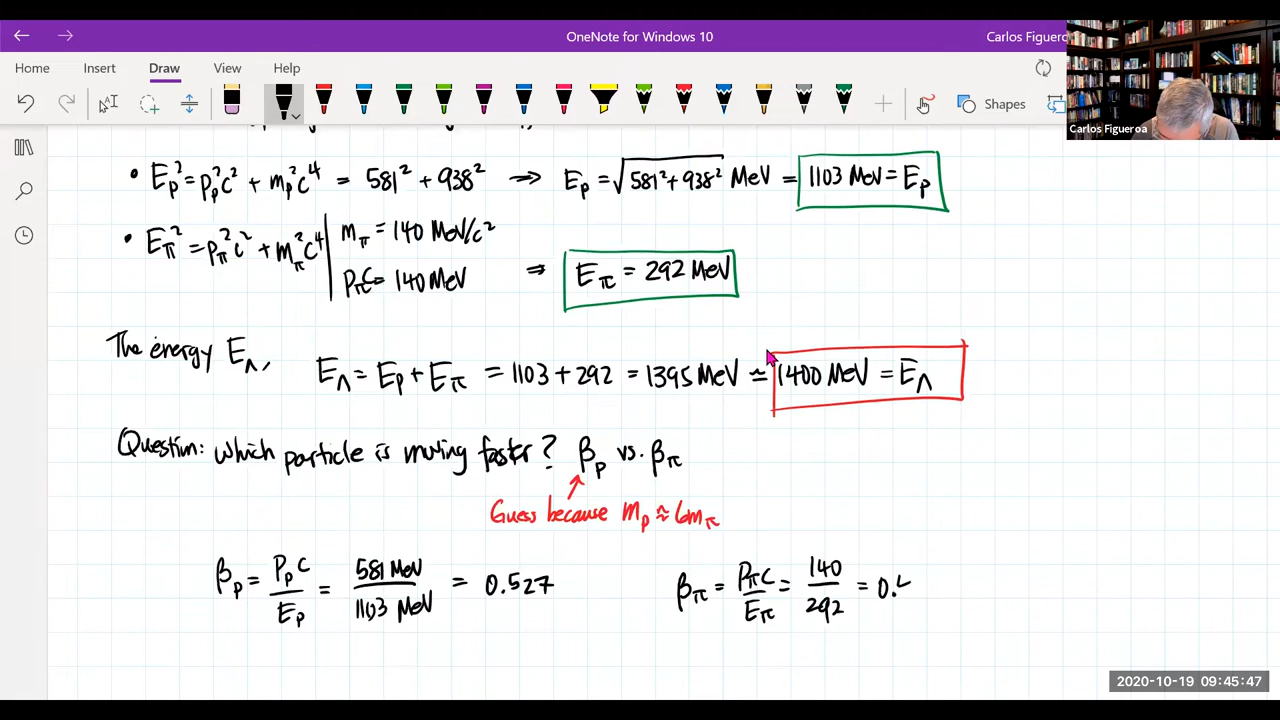 OneNote for Windows 10
Carlos Figuero
Home Insert Draw View Help
Shapes
Carlos Figueroa
• E_p² = p_p²c² + m_p²c⁴ = 581² + 938² ⇒ E_p = √(581² + 938²) MeV = 1103 MeV = E_p
• E_π² = p_π²c² + m_π²c⁴ | m_π = 140 MeV/c²
p_πc = 140 MeV ⇒ E_π = 292 MeV
The energy E_Λ, E_Λ = E_p + E_π = 1103 + 292 = 1395 MeV ≃ 1400 MeV = E_Λ
Question: which particle is moving faster? β_p vs. β_π
Guess because m_p ≈ 6m_π
β_p = p_p c / E_p = 581 MeV / 1103 MeV = 0.527 β_π = p_π c / E_π = 140 / 292 = 0.
2020-10-19 09:45:47